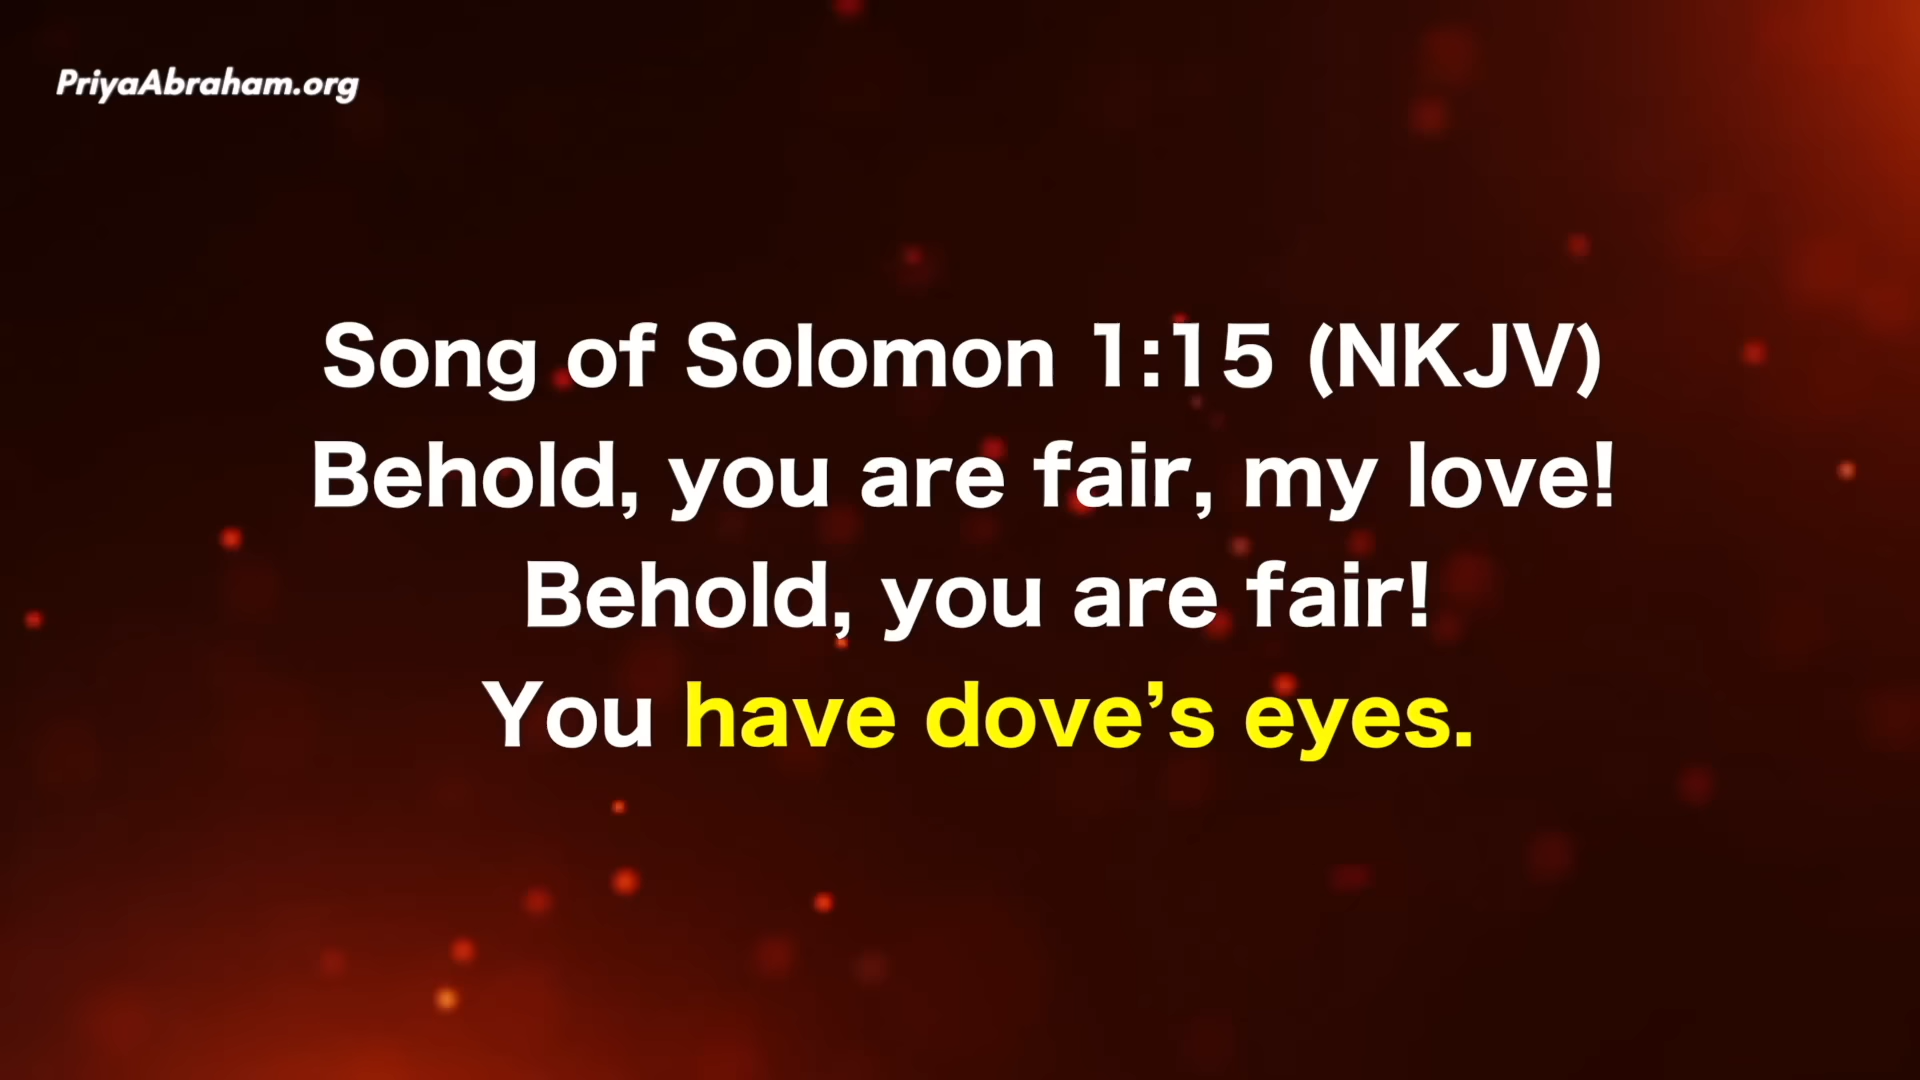 PriyaAbraham.org
Song of Solomon 1:15 (NKJV)
Behold, you are fair, my love!
Behold, you are fair!
You have dove’s eyes.